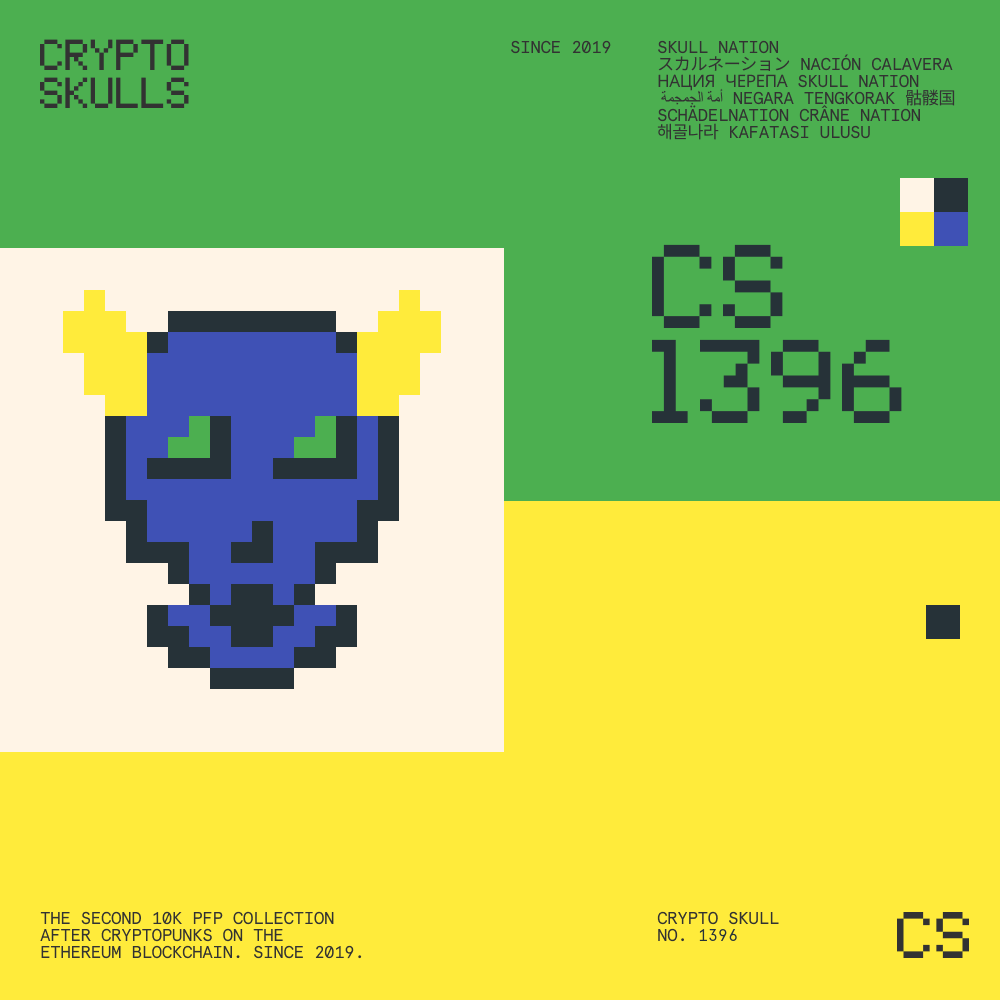 CRYPTO
SKULLS
SINCE 2019
SKULL NATION
スカルネーション NACIÓN CALAVERA
НАЦИЯ ЧЕРЕПА SKULL NATION
أمة الجمجمة NEGARA TENGKORAK 骷髅国
SCHÄDELNATION CRÂNE NATION
해골나라 KAFATASI ULUSU
CS
1396
THE SECOND 10K PFP COLLECTION
AFTER CRYPTOPUNKS ON THE
ETHEREUM BLOCKCHAIN. SINCE 2019.
CRYPTO SKULL
NO. 1396
CS